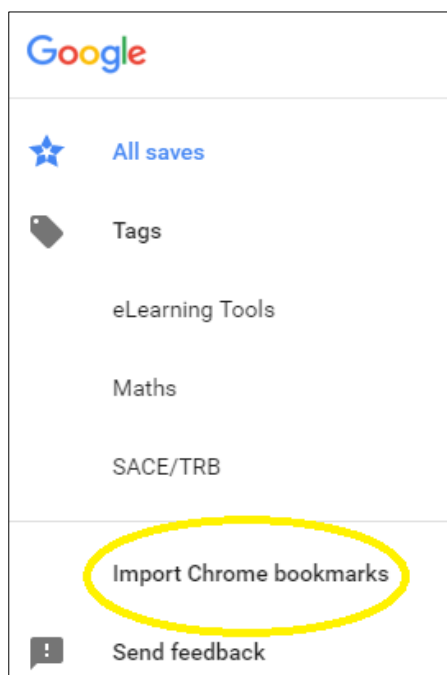 Google
All saves
Tags
eLearning Tools
Maths
SACE/TRB
Import Chrome bookmarks
Send feedback